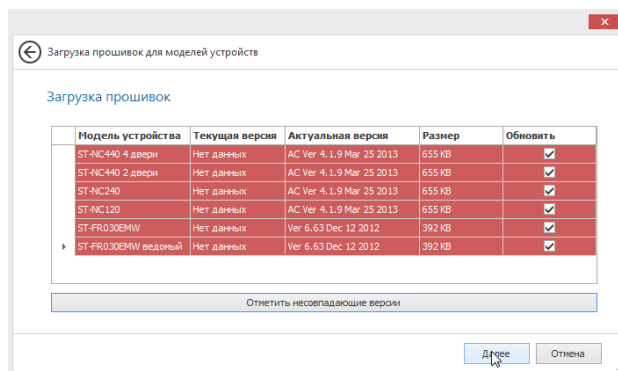 Загрузка прошивок для моделей устройств
Загрузка прошивок
Модель устройства Текущая версия Актуальная версия Размер Обновить
ST-NC440 4 двери Нет данных AC Ver 4.1.9 Mar 25 2013 655 KB
ST-NC440 2 двери Нет данных AC Ver 4.1.9 Mar 25 2013 655 KB
ST-NC240 Нет данных AC Ver 4.1.9 Mar 25 2013 655 KB
ST-NC120 Нет данных AC Ver 4.1.9 Mar 25 2013 655 KB
ST-FR030EMW Нет данных Ver 6.63 Dec 12 2012 392 KB
ST-FR030EMW ведомый Нет данных Ver 6.63 Dec 12 2012 392 KB
Отметить несовпадающие версии
Далее Отмена